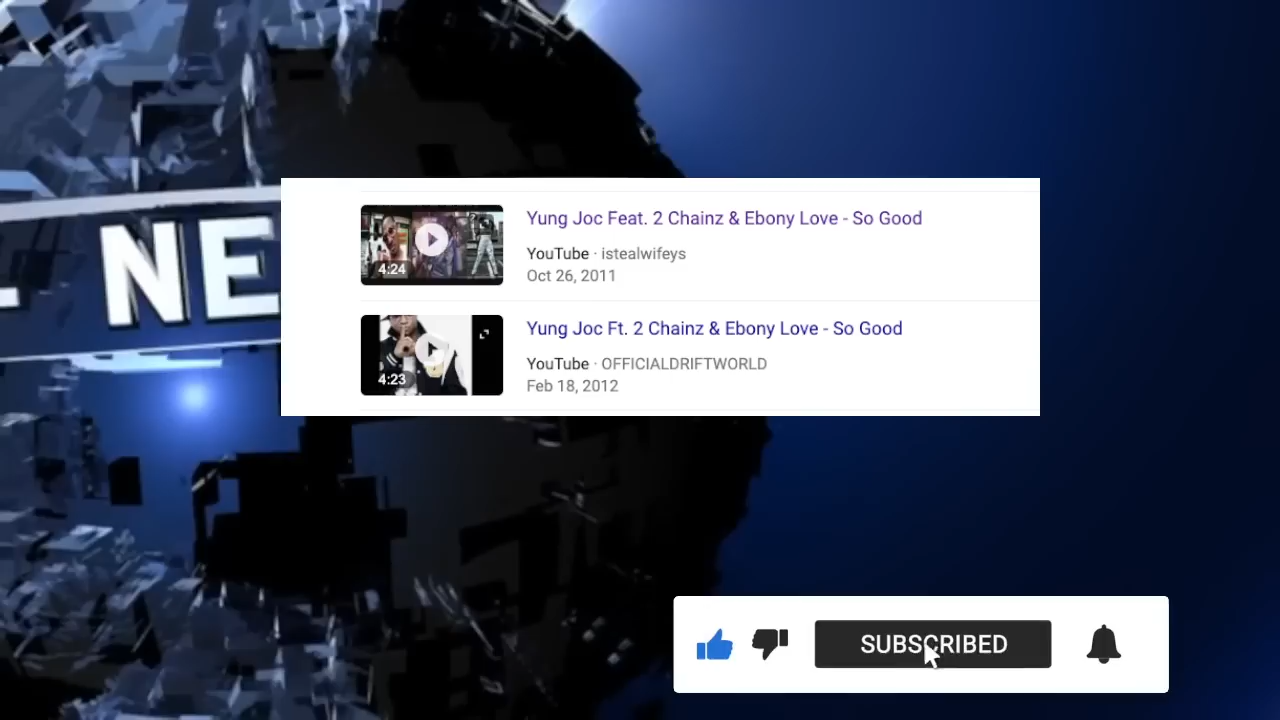 NE
Yung Joc Feat. 2 Chainz & Ebony Love - So Good
YouTube · istealwifeys
Oct 26, 2011
4:24
Yung Joc Ft. 2 Chainz & Ebony Love - So Good
YouTube · OFFICIALDRIFTWORLD
Feb 18, 2012
4:23
SUBSCRIBED